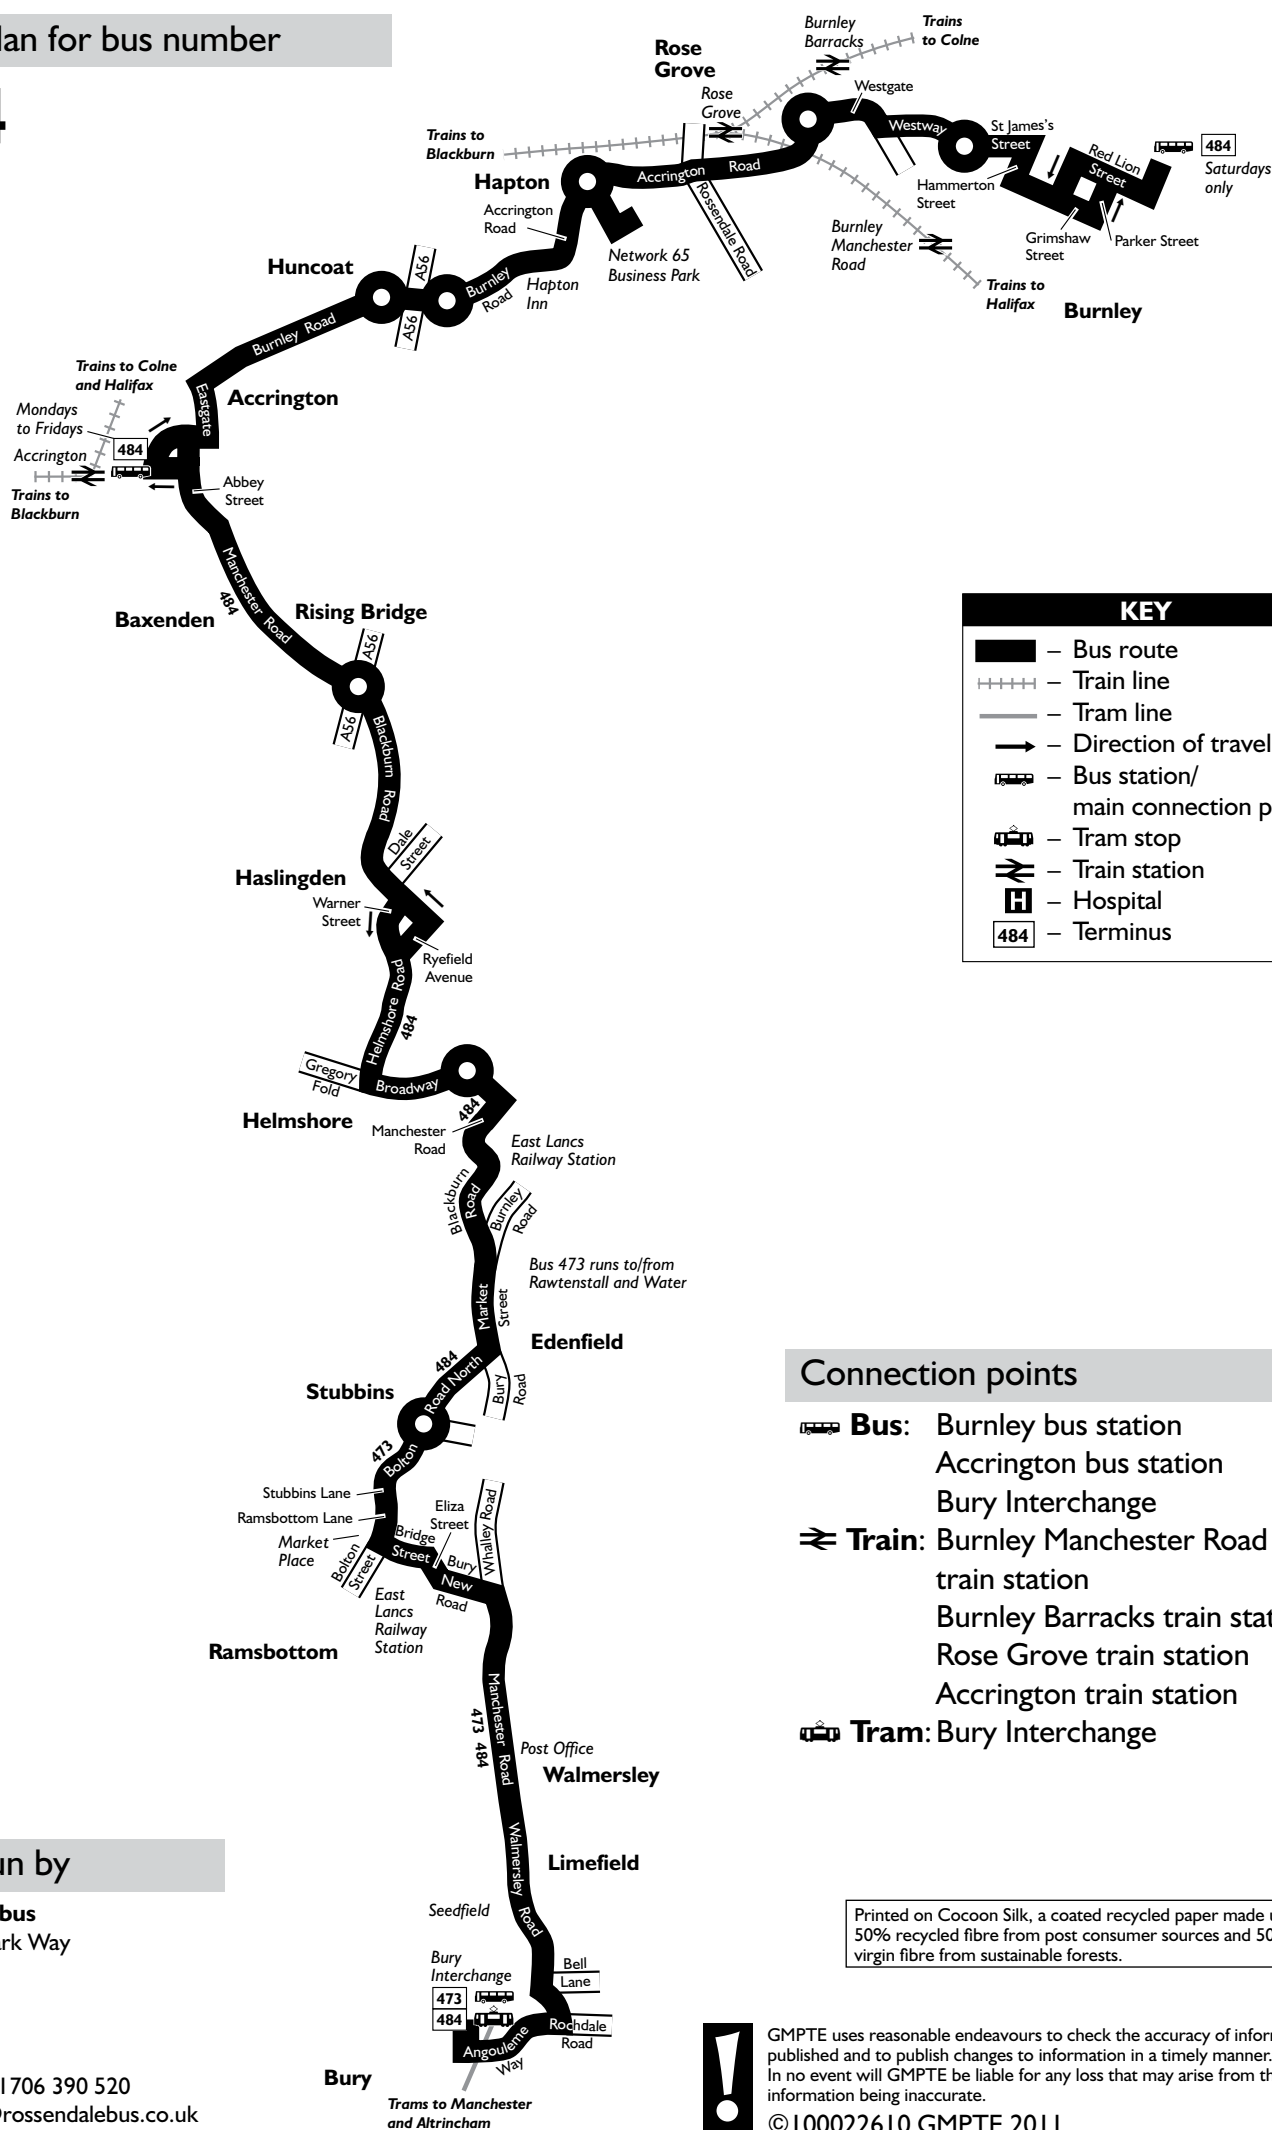 lan for bus number
4
Burnley
Barracks
Trains
to Colne
Rose
Grove
Rose
Grove
Westgate
Trains to
Blackburn
Westway
St James's
Street
Red Lion
Street
484
Saturdays
only
Hapton
Accrington Road
Hammerton
Street
Accrington
Road
Rossendale Road
Burnley
Manchester
Road
Grimshaw
Street
Parker Street
Network 65
Business Park
Huncoat
A56
A56
Burnley
Road
Hapton
Inn
Trains to
Halifax
Burnley
Burnley Road
Trains to Colne
and Halifax
Eastgate
Accrington
Mondays
to Fridays
484
Accrington
Trains to
Blackburn
Abbey
Street
Manchester Road
484
Baxenden
Rising Bridge
A56
A56
KEY
– Bus route
– Train line
– Tram line
– Direction of travel
– Bus station/
main connection p
– Tram stop
– Train station
H – Hospital
484 – Terminus
Blackburn Road
Dale
Street
Haslingden
Warner
Street
Ryefield
Avenue
Helmshore Road
484
Gregory
Fold
Broadway
Helmshore
484
Manchester
Road
East Lancs
Railway Station
Blackburn
Road
Burnley
Road
Bus 473 runs to/from
Rawtenstall and Water
Market
Street
Edenfield
484
Road North
Bury
Road
Stubbins
473
Bolton
Stubbins Lane
Ramsbottom Lane
Market
Place
Eliza
Street
Whalley Road
Bridge
Street
Bolton
Street
Bury
New
Road
East
Lancs
Railway
Station
Ramsbottom
Manchester Road
473 484
Post Office
Walmersley
Walmersley Road
Limefield
Seedfield
Bury
Interchange
473
484
Bell
Lane
Rochdale
Road
Angouleme
Way
Bury
Trams to Manchester
and Altrincham
Connection points
Bus: Burnley bus station
Accrington bus station
Bury Interchange
Train: Burnley Manchester Road
train station
Burnley Barracks train stat
Rose Grove train station
Accrington train station
Tram: Bury Interchange
un by
bus
ark Way
1706 390 520
@rossendalebus.co.uk
Printed on Cocoon Silk, a coated recycled paper made u
50% recycled fibre from post consumer sources and 50
virgin fibre from sustainable forests.
GMPTE uses reasonable endeavours to check the accuracy of inform
published and to publish changes to information in a timely manner.
In no event will GMPTE be liable for any loss that may arise from th
information being inaccurate.
©100022610 GMPTE 2011